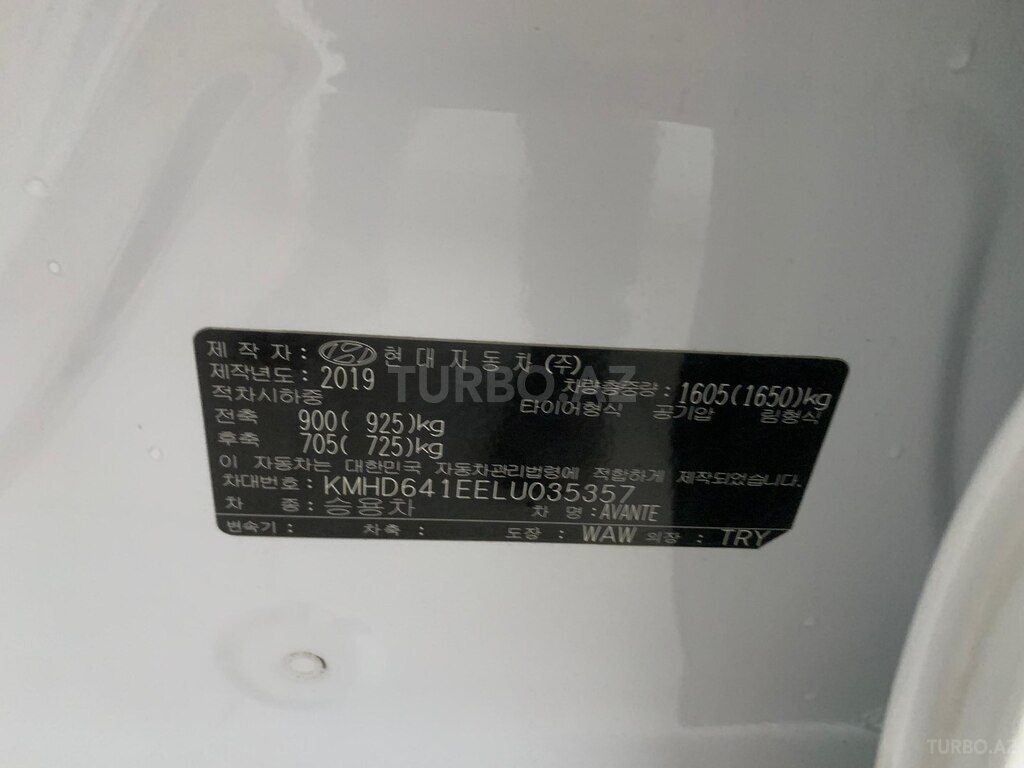 제 작 자 : 현 대 자 동 차 (주)
제작년도 : 2019 차량총중량 : 1605(1650)kg
적차시하중 타이어형식 공기압 림형식
전축 900( 925)kg
후축 705( 725)kg
이 자동차는 대한민국 자동차관리법령에 적합하게 제작되었습니다.
차대번호 : KMHD641EELU035357
차 종 : 승용차 차 명 : AVANTE
변속기 : 차축 : 도장 : WAW 의장 : TRY
TURBO.AZ
TURBO.AZ